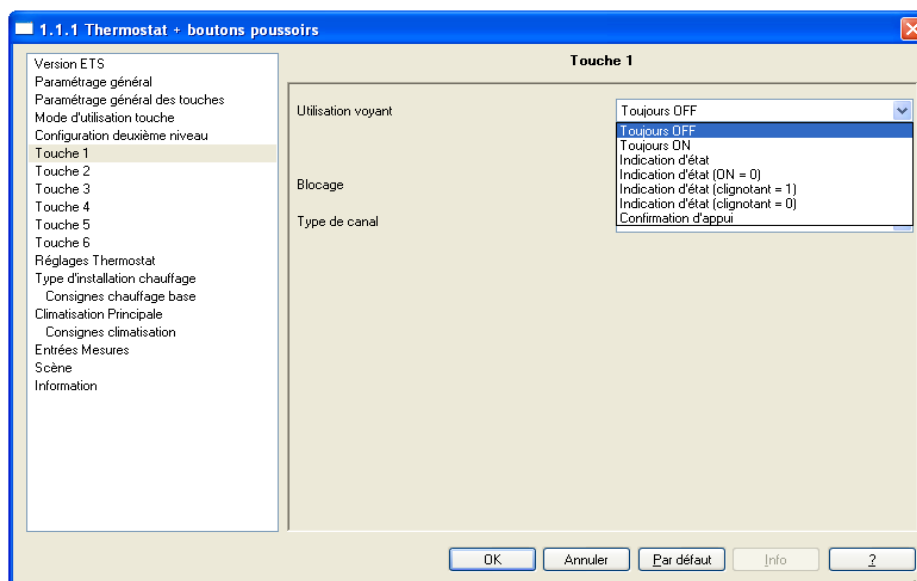 1.1.1 Thermostat + boutons poussoirs
Version ETS
Paramétrage général
Paramétrage général des touches
Mode d'utilisation touche
Configuration deuxième niveau
Touche 1
Touche 2
Touche 3
Touche 4
Touche 5
Touche 6
Réglages Thermostat
Type d'installation chauffage
Consignes chauffage base
Climatisation Principale
Consignes climatisation
Entrées Mesures
Scène
Information
Touche 1
Utilisation voyant
Toujours OFF
Toujours OFF
Toujours ON
Indication d'état
Indication d'état (ON = 0)
Indication d'état (clignotant = 1)
Indication d'état (clignotant = 0)
Confirmation d'appui
Blocage
Type de canal
OK
Annuler
Par défaut
Info
?